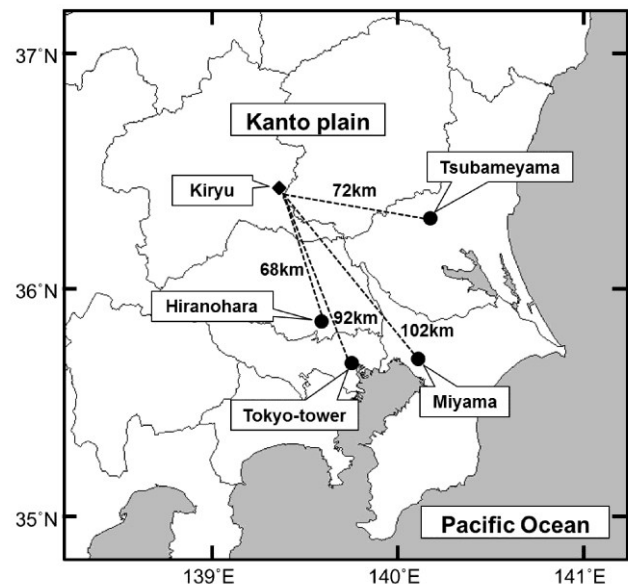 37°N
Kanto plain
Tsubameyama
Kiryu
72km
68km
36°N
Hiranohara
92km
102km
Tokyo-tower
Miyama
35°N
Pacific Ocean
139°E
140°E
141°E